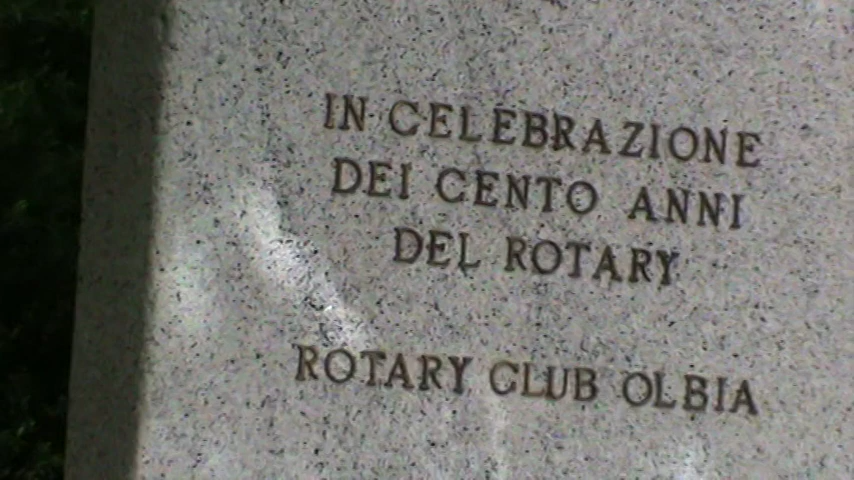 IN CELEBRAZIONE
DEI CENTO ANNI
DEL ROTARY
ROTARY CLUB OLBIA